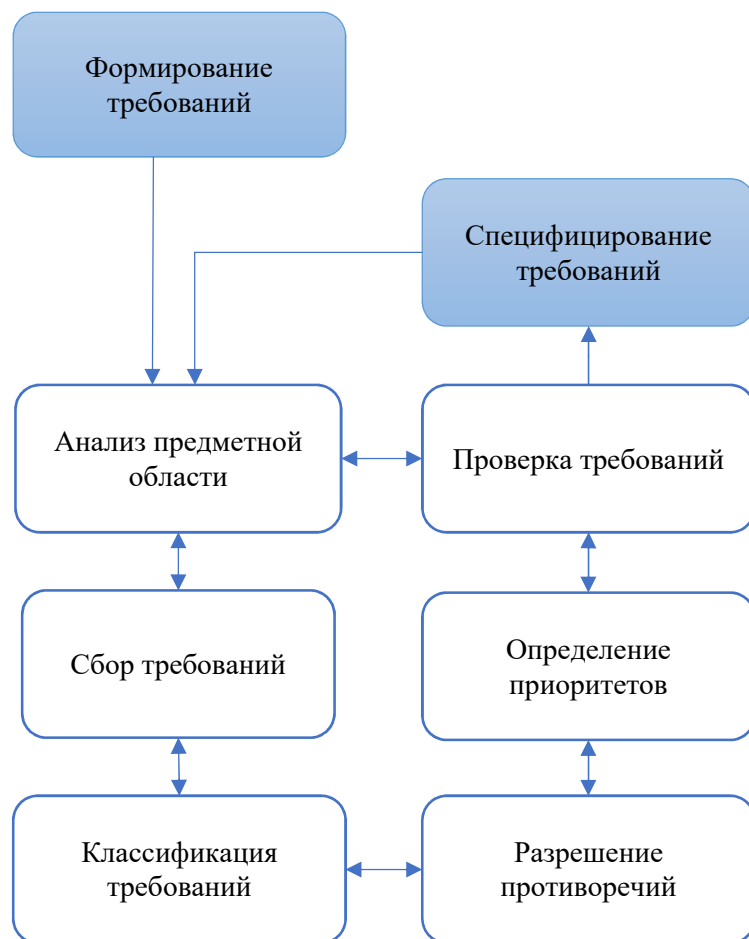 Формирование
требований
Специфицирование
требований
Анализ предметной
области
Проверка требований
Сбор требований
Определение
приоритетов
Классификация
требований
Разрешение
противоречий